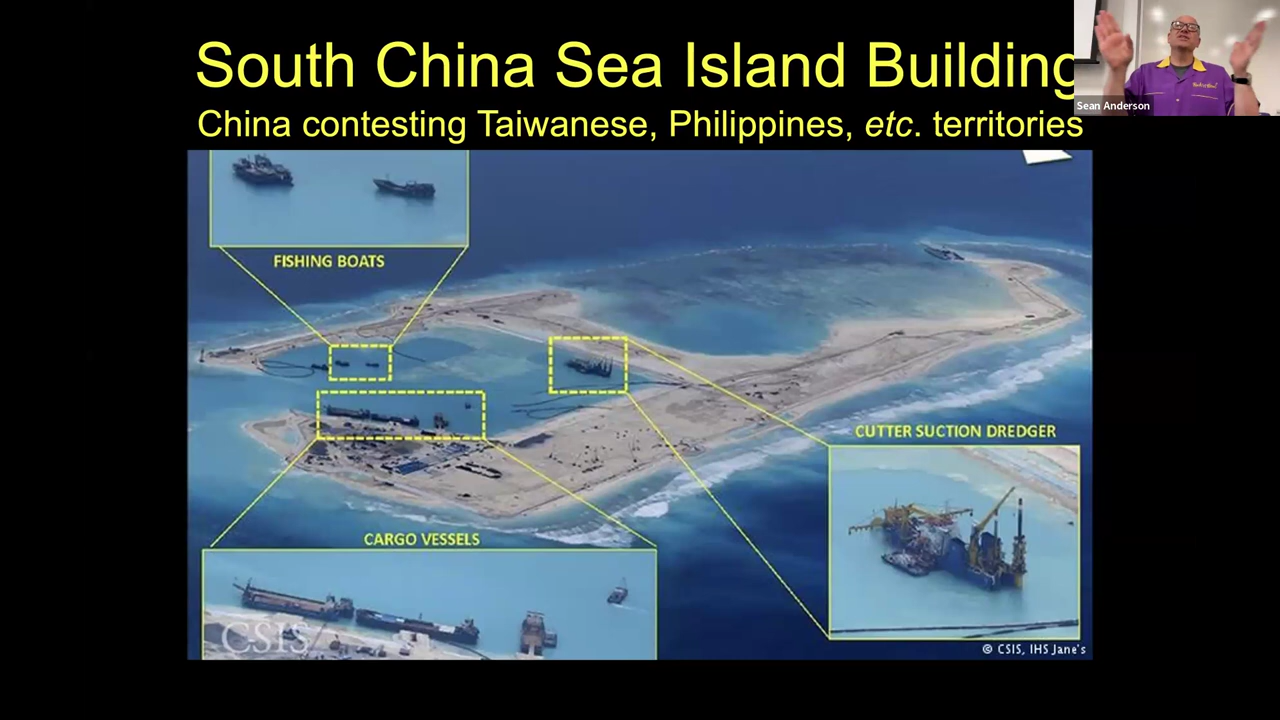 South China Sea Island Building
China contesting Taiwanese, Philippines, etc. territories
Sean Anderson
FISHING BOATS
CUTTER SUCTION DREDGER
CARGO VESSELS
CSIS
© CSIS, IHS Jane's